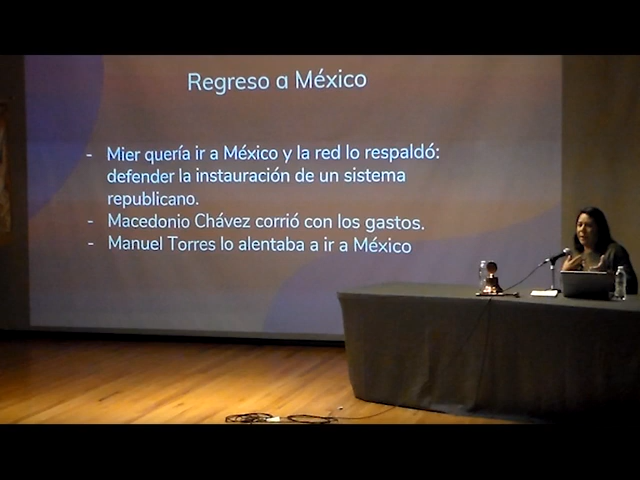 Regreso a México
- Mier quería ir a México y la red lo respaldó:
defender la instauración de un sistema
republicano.
- Macedonio Chávez corrió con los gastos.
- Manuel Torres lo alentaba a ir a México